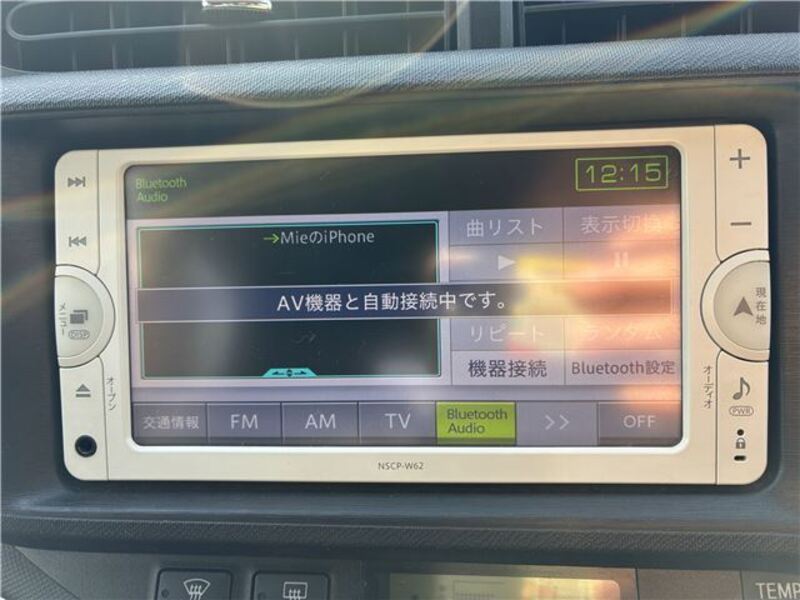 Bluetooth
Audio
12:15
→MieのiPhone
曲リスト
表示切換
AV機器と自動接続中です。
リピート
ランダム
機器接続
Bluetooth設定
交通情報
FM
AM
TV
Bluetooth
Audio
>>
OFF
メニュー
DISP
オープン
現在地
オーディオ
PWR
NSCP-W62
TEMP